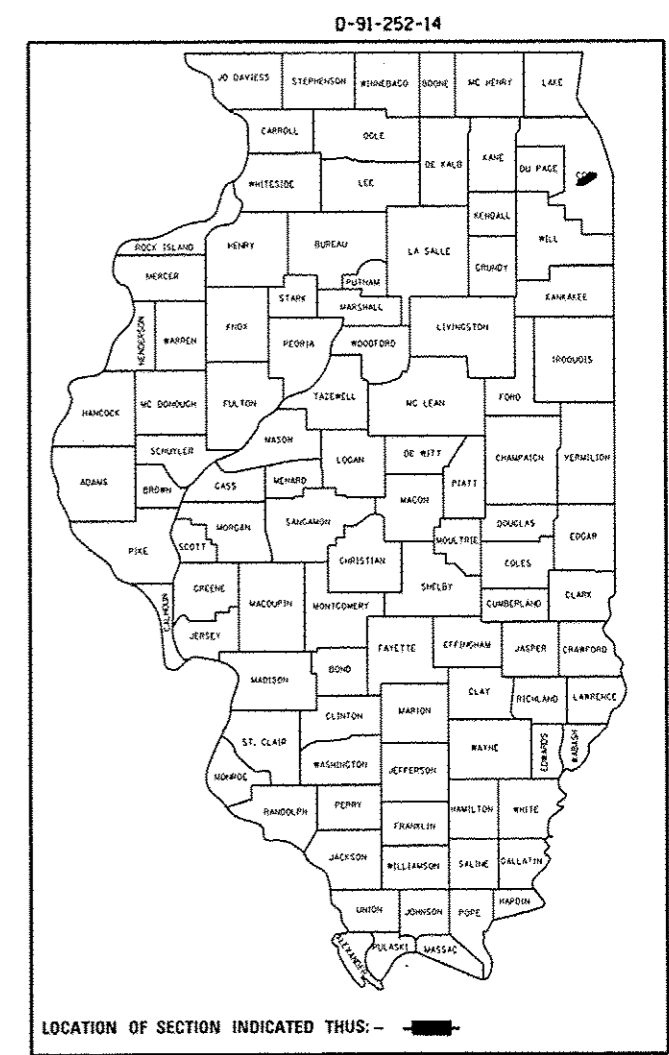 D-91-252-14
JO DAVIESS STEPHENSON WINNEBAGO BOONE MC HENRY LAKE
CARROLL OGLE
DE KALB KANE DU PAGE
WHITESIDE LEE
KENDALL
ROCK ISLAND HENRY BUREAU LA SALLE WILL
MERCER PUTNAM GRUNDY
STARK MARSHALL KANKAKEE
HENDERSON WARREN KNOX LIVINGSTON
PEORIA WOODFORD IROQUOIS
HANCOCK MC DONOUGH FULTON TAZEWELL MC LEAN FORD
MASON
SCHUYLER LOGAN DE WITT CHAMPAIGN VERMILION
ADAMS BROWN CASS MENARD PIATT
MACON
MORGAN SANGAMON DOUGLAS
PIKE SCOTT MOULTRIE EDGAR
CHRISTIAN COLES
GREENE SHELBY
CALHOUN MACOUPIN MONTGOMERY CUMBERLAND CLARK
JERSEY
FAYETTE EFFINGHAM JASPER CRAWFORD
MADISON BOND
CLAY RICHLAND LAWRENCE
CLINTON MARION
ST. CLAIR WAYNE EDWARDS WABASH
WASHINGTON JEFFERSON
MONROE
RANDOLPH PERRY HAMILTON WHITE
FRANKLIN
JACKSON WILLIAMSON SALINE GALLATIN
UNION JOHNSON POPE HARDIN
ALEXANDER PULASKI MASSAC
LOCATION OF SECTION INDICATED THUS: -